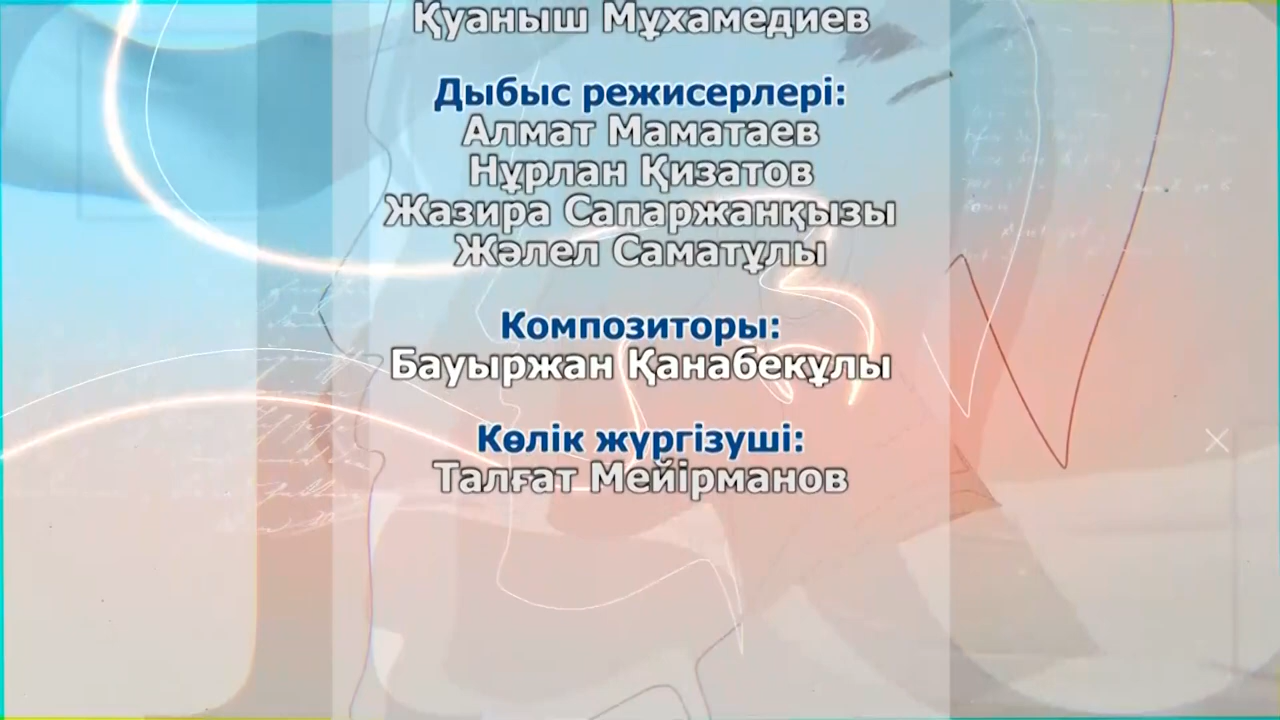 Қуаныш Мұхамедиев
Дыбыс режисерлері:
Алмат Маматаев
Нұрлан Қизатов
Жазира Сапаржанқызы
Жәлел Саматұлы
Композиторы:
Бауыржан Қанабекұлы
Көлік жүргізуші:
Талғат Мейірманов